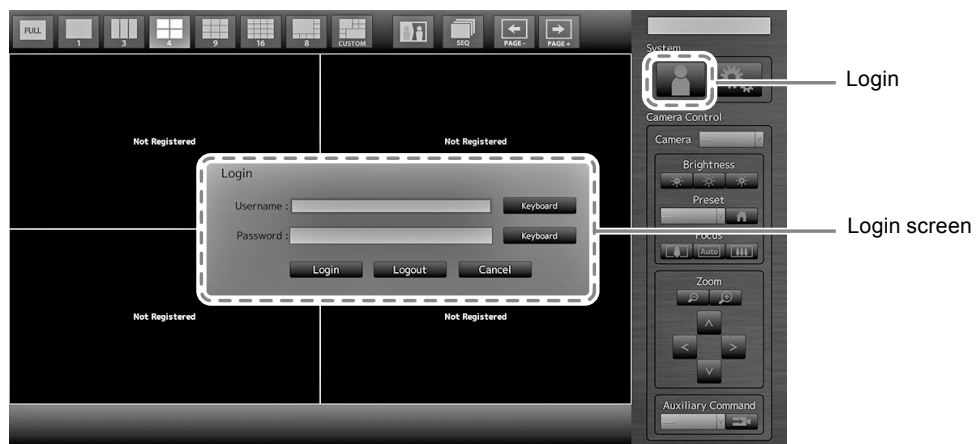 FULL 1 3 4 9 16 8 CUSTOM SEQ PAGE- PAGE+
System
Login
Camera Control
Camera ---
Not Registered Not Registered
Brightness
Login
Username : Keyboard
Preset
---
Password : Keyboard
Login screen
Focus
Auto
Login Logout Cancel
Zoom
Not Registered Not Registered
Auxiliary Command
---